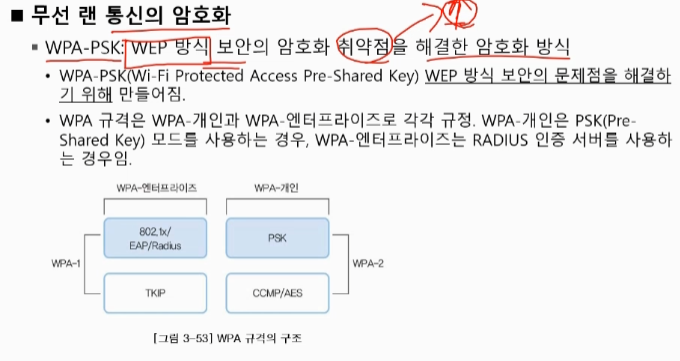 ■ 무선 랜 통신의 암호화
▪ WPA-PSK: WEP 방식 보안의 암호화 취약점을 해결한 암호화 방식
• WPA-PSK(Wi-Fi Protected Access Pre-Shared Key) WEP 방식 보안의 문제점을 해결하
기 위해 만들어짐.
• WPA 규격은 WPA-개인과 WPA-엔터프라이즈로 각각 규정. WPA-개인은 PSK(Pre-
Shared Key) 모드를 사용하는 경우, WPA-엔터프라이즈는 RADIUS 인증 서버를 사용하
는 경우임.
WPA-엔터프라이즈 WPA-개인
802.1x/
EAP/Radius
PSK
WPA-1
WPA-2
TKIP
CCMP/AES
[그림 3-53] WPA 규격의 구조